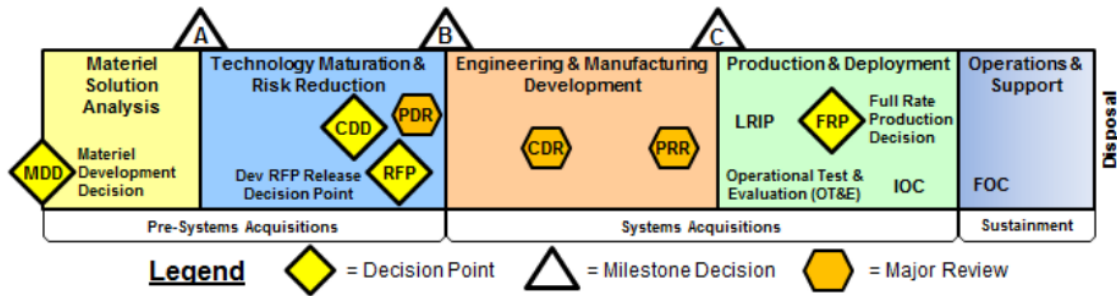 A
B
C
Materiel
Solution
Analysis
MDD
Materiel
Development
Decision
Technology Maturation &
Risk Reduction
CDD
PDR
Dev RFP Release
Decision Point
RFP
Engineering & Manufacturing
Development
CDR
PRR
Production & Deployment
LRIP
FRP
Full Rate
Production
Decision
Operational Test &
Evaluation (OT&E)
IOC
Operations &
Support
FOC
Disposal
Pre-Systems Acquisitions
Systems Acquisitions
Sustainment
Legend
= Decision Point
= Milestone Decision
= Major Review